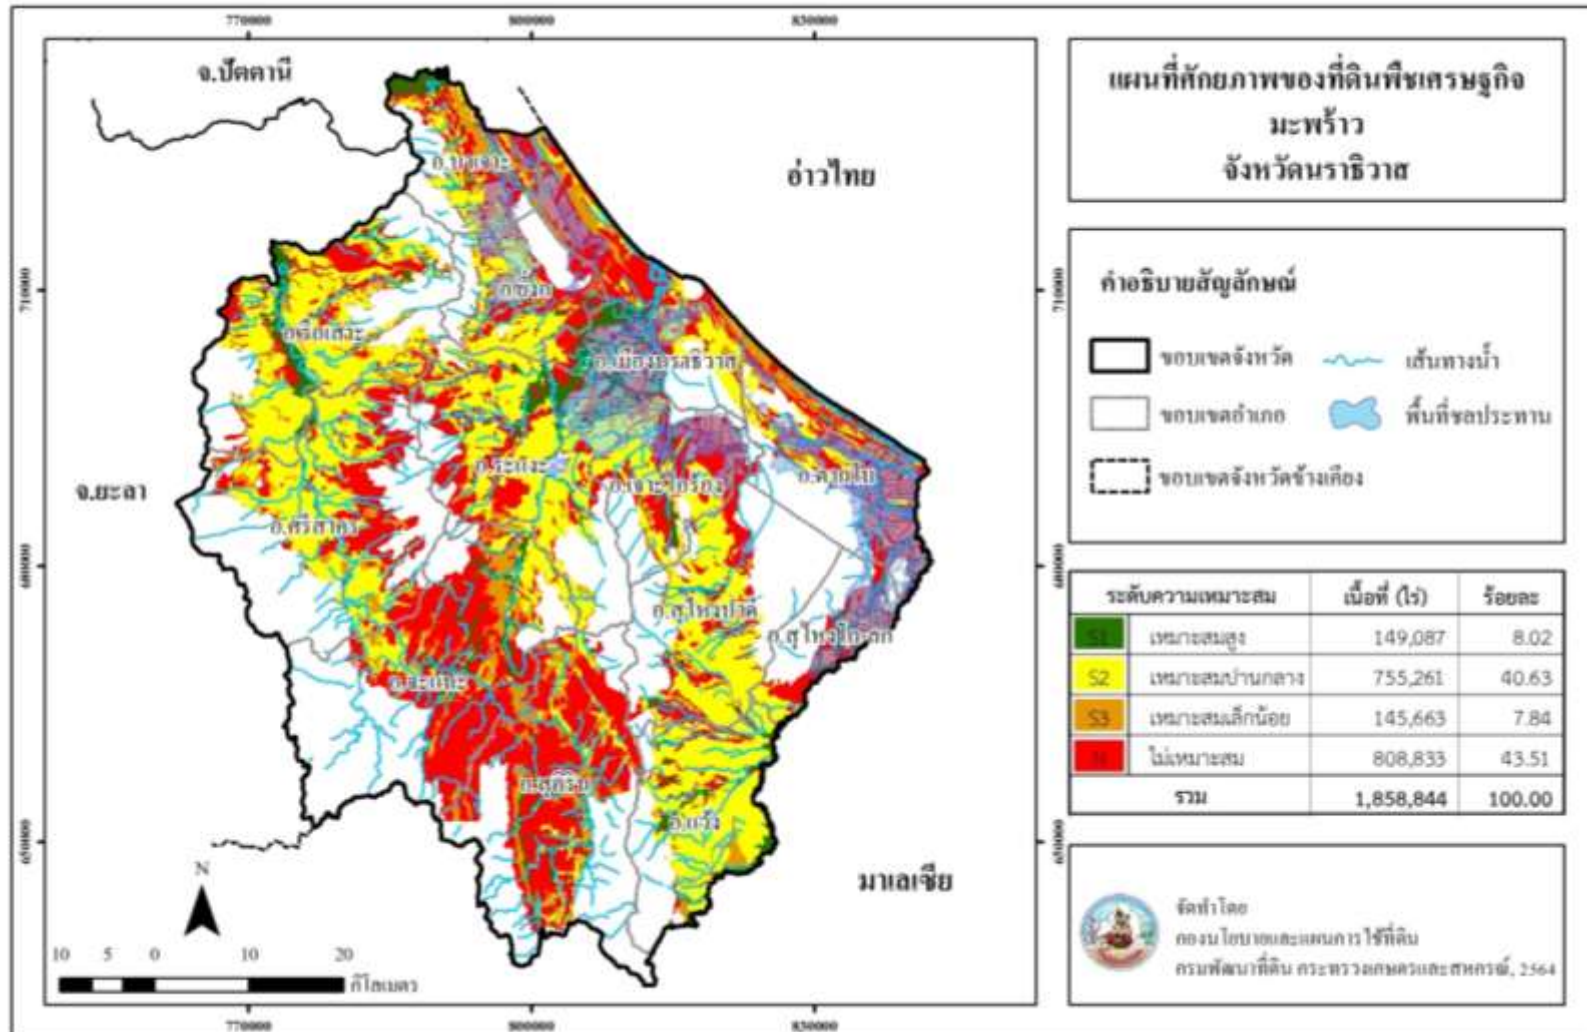 770000 800000 830000
จ.ปัตตานี
อ่าวไทย
อ.บาเจาะ
อ.ยี่งอ
710000 710000
อ.รือเสาะ
อ.เมืองนราธิวาส
อ.ระแงะ
อ.เจาะไอร้อง
อ.ตากใบ
จ.ยะลา
อ.ศรีสาคร
680000 680000
อ.สุไหงปาดี
อ.สุไหงโก-ลก
อ.จะแนะ
อ.สุคิริน
อ.แว้ง
650000 650000
มาเลเซีย
N
10 5 0 10 20
กิโลเมตร
770000 800000 830000
แผนที่ศักยภาพของที่ดินพืชเศรษฐกิจ
มะพร้าว
จังหวัดนราธิวาส
คำอธิบายสัญลักษณ์
ขอบเขตจังหวัด เส้นทางน้ำ
ขอบเขตอำเภอ พื้นที่ชลประทาน
ขอบเขตจังหวัดข้างเคียง
ระดับความเหมาะสม เนื้อที่ (ไร่) ร้อยละ
S1 เหมาะสมสูง 149,087 8.02
S2 เหมาะสมปานกลาง 755,261 40.63
S3 เหมาะสมเล็กน้อย 145,663 7.84
N ไม่เหมาะสม 808,833 43.51
รวม 1,858,844 100.00
จัดทำโดย
กองนโยบายและแผนการใช้ที่ดิน
กรมพัฒนาที่ดิน กระทรวงเกษตรและสหกรณ์, 2564